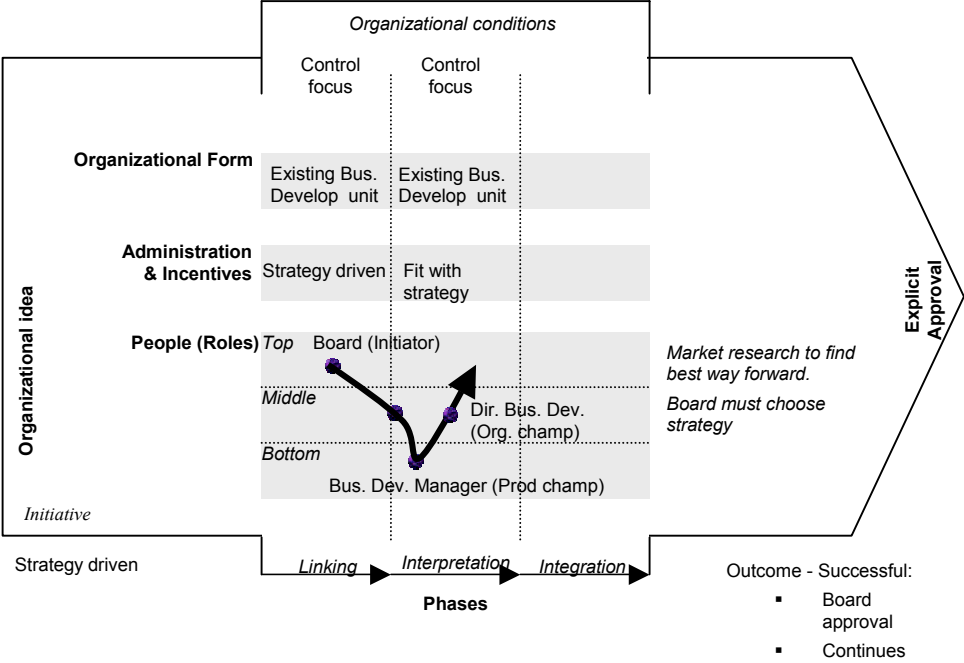 Organizational conditions
Control
focus
Control
focus
Organizational Form
Existing Bus.
Develop unit
Existing Bus.
Develop unit
Administration
& Incentives
Strategy driven
Fit with
strategy
Organizational idea
Explicit
Approval
People (Roles)
Top
Board (Initiator)
Middle
Dir. Bus. Dev.
(Org. champ)
Bottom
Bus. Dev. Manager (Prod champ)
Market research to find
best way forward.
Board must choose
strategy
Initiative
Strategy driven
Linking
Interpretation
Integration
Phases
Outcome - Successful:
▪ Board
approval
▪ Continues